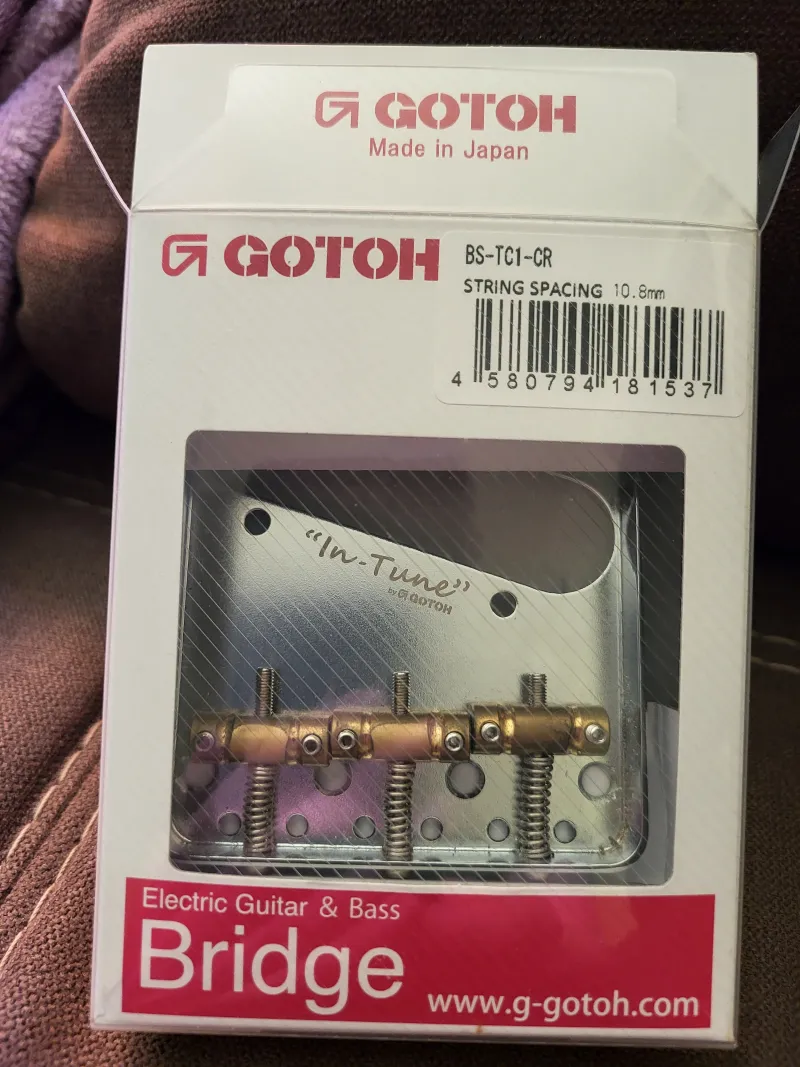 GOTOH
Made in Japan
GOTOH
BS-TC1-CR
STRING SPACING 10.8mm
4 580794 181537
“In-Tune”
by GOTOH
Electric Guitar & Bass
Bridge
www.g-gotoh.com